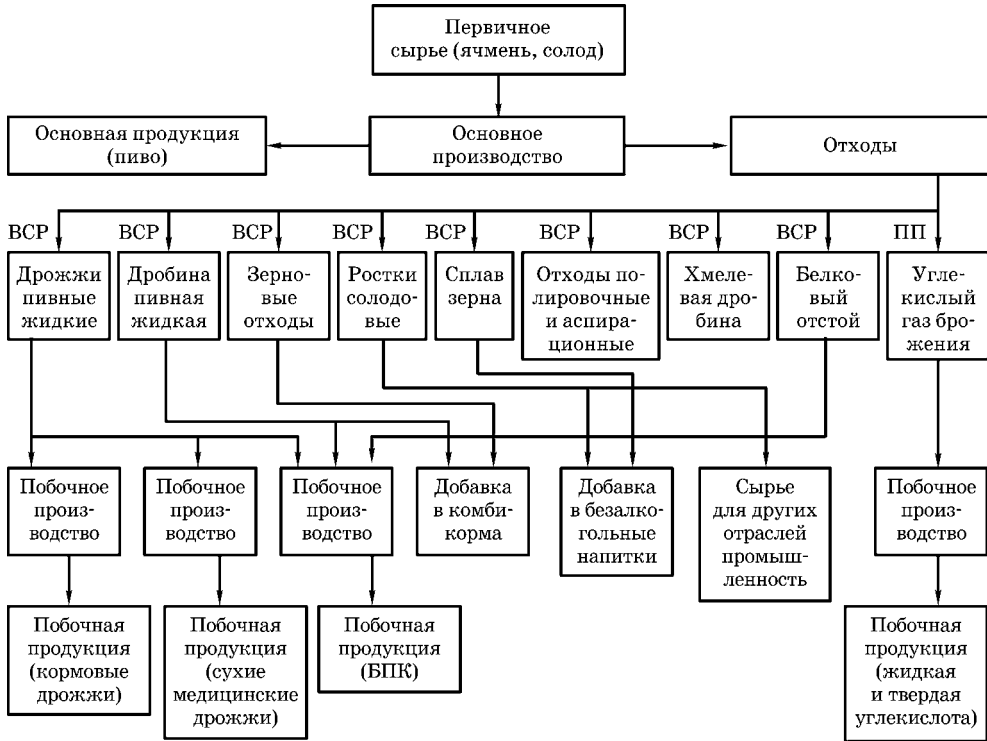 Первичное
сырье (ячмень, солод)
Основная продукция
(пиво)
Основное
производство
Отходы
ВСР
ВСР
ВСР
ВСР
ВСР
ВСР
ВСР
ВСР
ПП
Дрожжи
пивные
жидкие
Дробина
пивная
жидкая
Зерно-
вые
отходы
Ростки
солодо-
вые
Сплав
зерна
Отходы по-
лировочные
и аспира-
ционные
Хмеле-
вая дро-
бина
Белко-
вый
отстой
Угле-
кислый
газ бро-
жения
Побочное
произ-
водство
Побочное
произ-
водство
Побочное
произ-
водство
Добавка
в комби-
корма
Добавка
в безалко-
гольные
напитки
Сырье
для других
отраслей
промыш-
ленность
Побочное
произ-
водство
Побочная
продукция
(кормовые
дрожжи)
Побочная
продукция
(сухие
медицинские
дрожжи)
Побочная
продукция
(БПК)
Побочная
продукция
(жидкая
и твердая
углекислота)